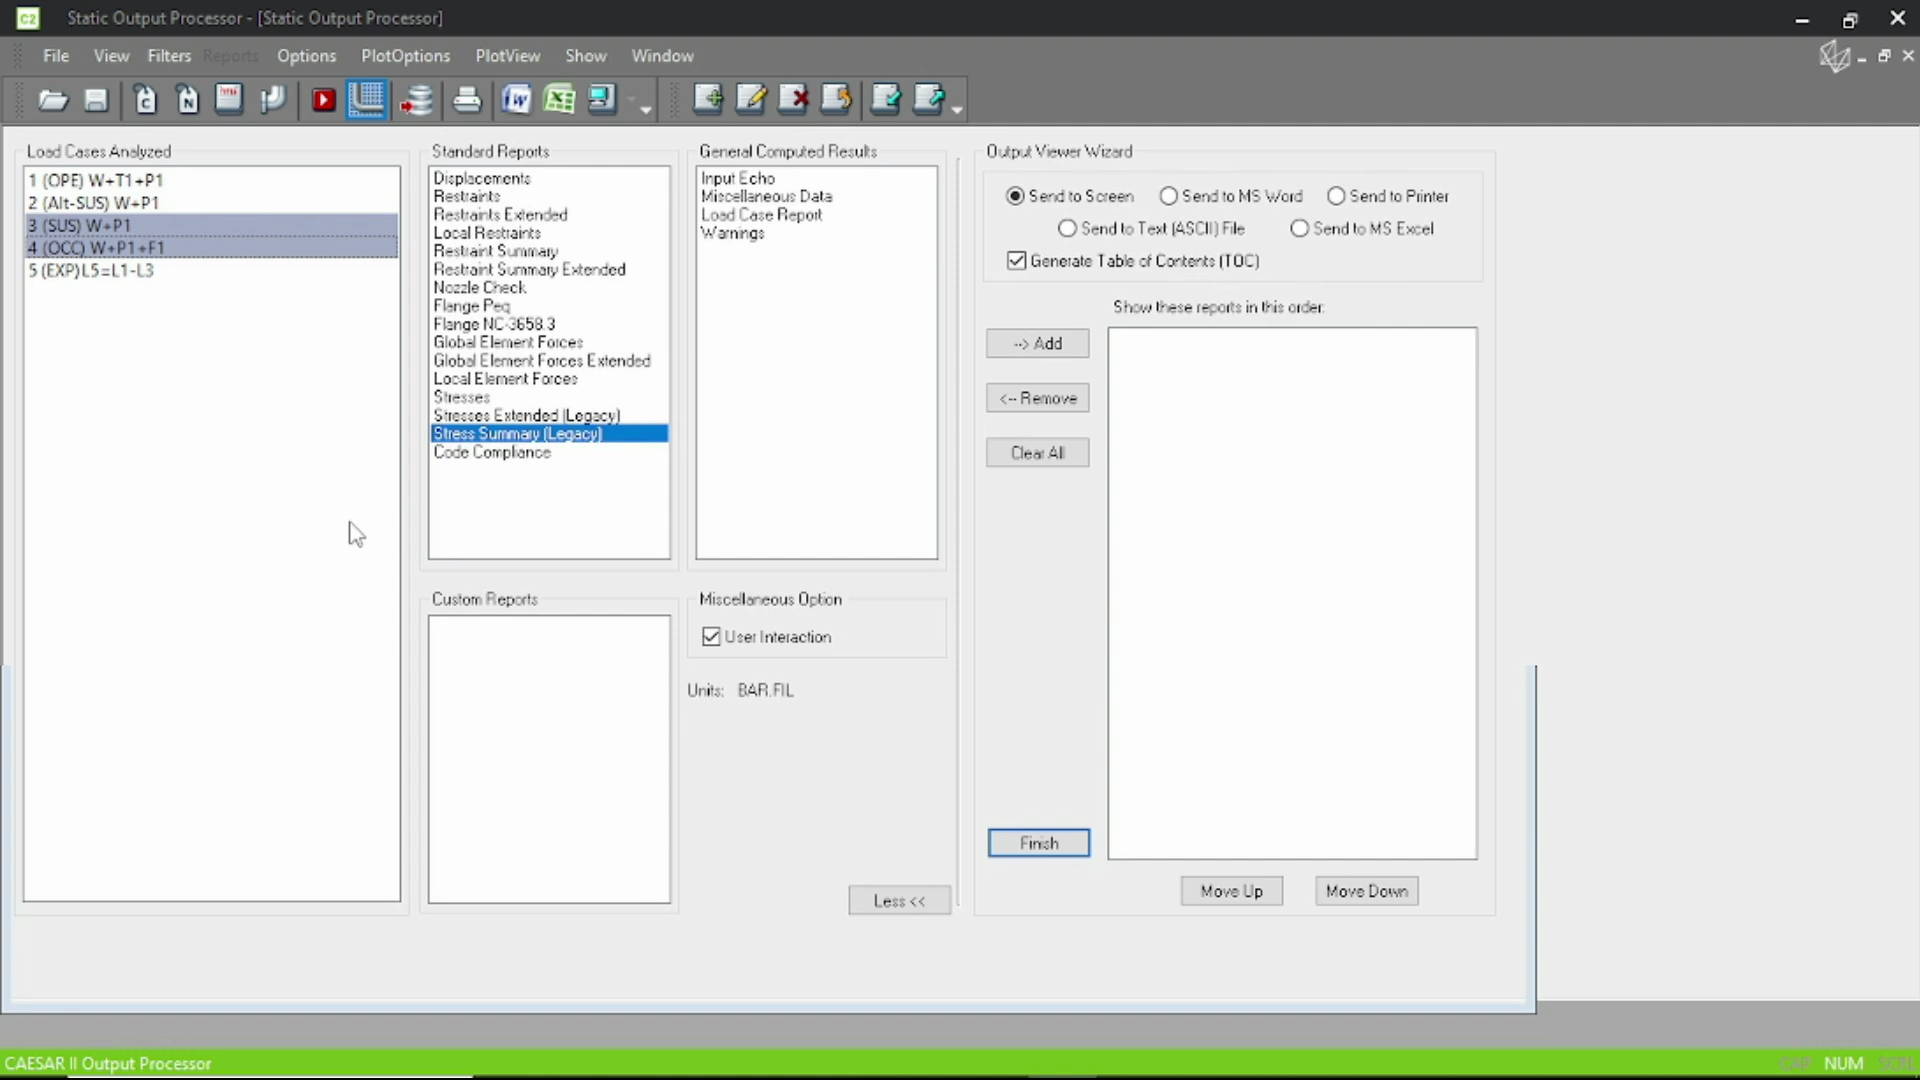 C2 Static Output Processor - [Static Output Processor]
File View Filters Reports Options PlotOptions PlotView Show Window
Load Cases Analyzed
1 (OPE) W+T1+P1
2 (Alt-SUS) W+P1
3 (SUS) W+P1
4 (OCC) W+P1+F1
5 (EXP) L5=L1-L3
Standard Reports
Displacements
Restraints
Restraints Extended
Local Restraints
Restraint Summary
Restraint Summary Extended
Nozzle Check
Flange Peq
Flange NC-3658.3
Global Element Forces
Global Element Forces Extended
Local Element Forces
Stresses
Stresses Extended (Legacy)
Stress Summary (Legacy)
Code Compliance
Custom Reports
General Computed Results
Input Echo
Miscellaneous Data
Load Case Report
Warnings
Miscellaneous Option
User Interaction
Units: BAR.FIL
Less <<
Output Viewer Wizard
Send to Screen Send to MS Word Send to Printer
Send to Text (ASCII) File Send to MS Excel
Generate Table of Contents (TOC)
Show these reports in this order:
--> Add
<-- Remove
Clear All
Finish
Move Up Move Down
CAESAR II Output Processor
CAP NUM SCRL